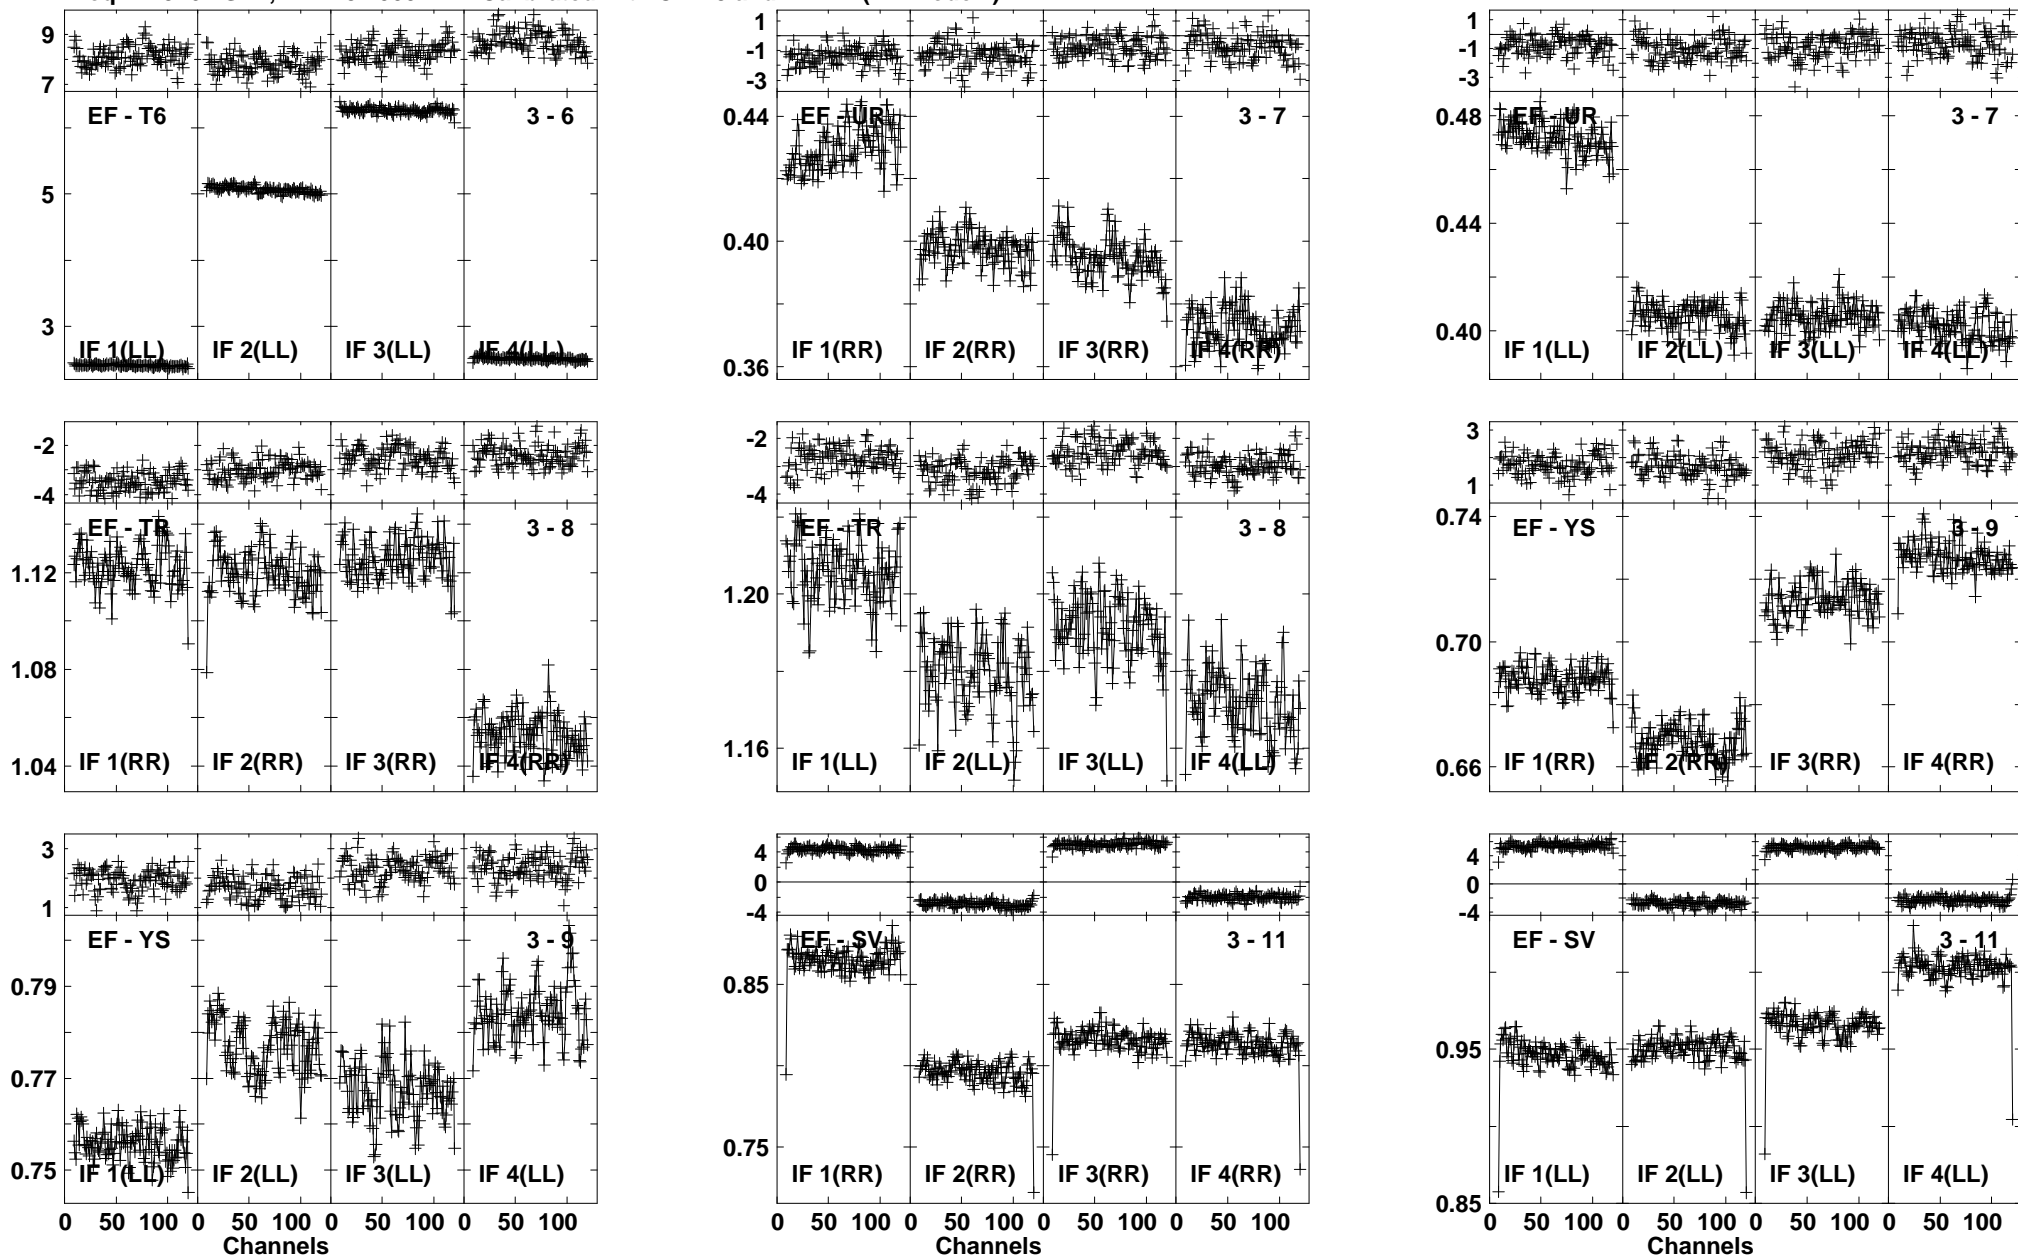 9 1 1
7 -1 -1
-3 -3
EF - T6 3 - 6 0.44 EF - UR 3 - 7 0.48 EF - UR 3 - 7
5 0.40 0.44
3 0.40
IF 1(LL) IF 2(LL) IF 3(LL) IF 4(LL) IF 1(RR) IF 2(RR) IF 3(RR) IF 4(RR) IF 1(LL) IF 2(LL) IF 3(LL) IF 4(LL)
0.36
-2 -2 3
-4 -4 1
EF - TR 3 - 8 EF - TR 3 - 8 0.74 EF - YS 3 - 9
1.12 1.20 0.70
1.08
1.04 1.16 0.66
IF 1(RR) IF 2(RR) IF 3(RR) IF 4(RR) IF 1(LL) IF 2(LL) IF 3(LL) IF 4(LL) IF 1(RR) IF 2(RR) IF 3(RR) IF 4(RR)
3 4 4
1 0 0
-4 -4
EF - YS 3 - 9 EF - SV 3 - 11 EF - SV 3 - 11
0.79 0.85
0.77 0.95
0.75 0.75 0.85
IF 1(LL) IF 2(LL) IF 3(LL) IF 4(LL) IF 1(RR) IF 2(RR) IF 3(RR) IF 4(RR) IF 1(LL) IF 2(LL) IF 3(LL) IF 4(LL)
0 50 100 0 50 100 0 50 100 0 50 100 0 50 100 0 50 100 0 50 100 0 50 100 0 50 100 0 50 100 0 50 100 0 50 100
Channels Channels Channels